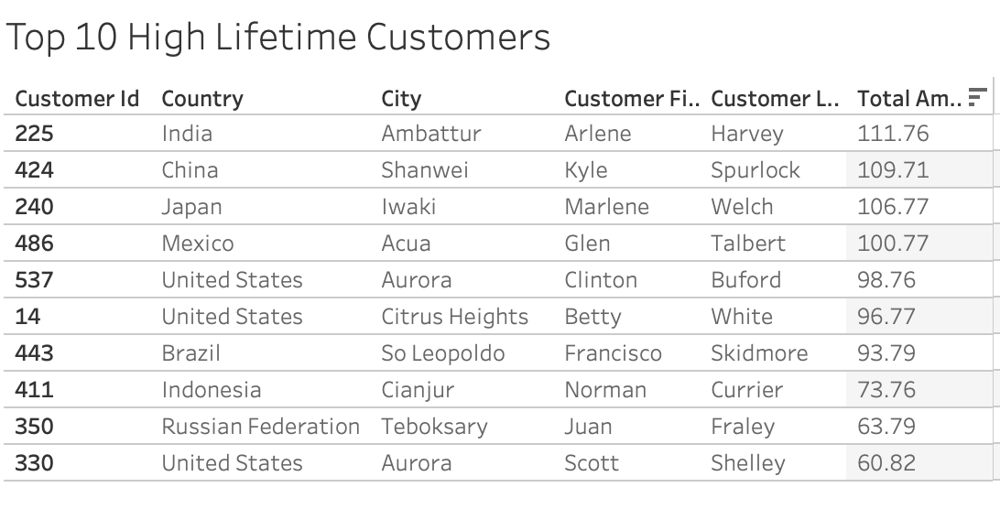 Top 10 High Lifetime Customers
Customer Id Country City Customer Fi.. Customer L.. Total Am..
225 India Ambattur Arlene Harvey 111.76
424 China Shanwei Kyle Spurlock 109.71
240 Japan Iwaki Marlene Welch 106.77
486 Mexico Acua Glen Talbert 100.77
537 United States Aurora Clinton Buford 98.76
14 United States Citrus Heights Betty White 96.77
443 Brazil So Leopoldo Francisco Skidmore 93.79
411 Indonesia Cianjur Norman Currier 73.76
350 Russian Federation Teboksary Juan Fraley 63.79
330 United States Aurora Scott Shelley 60.82